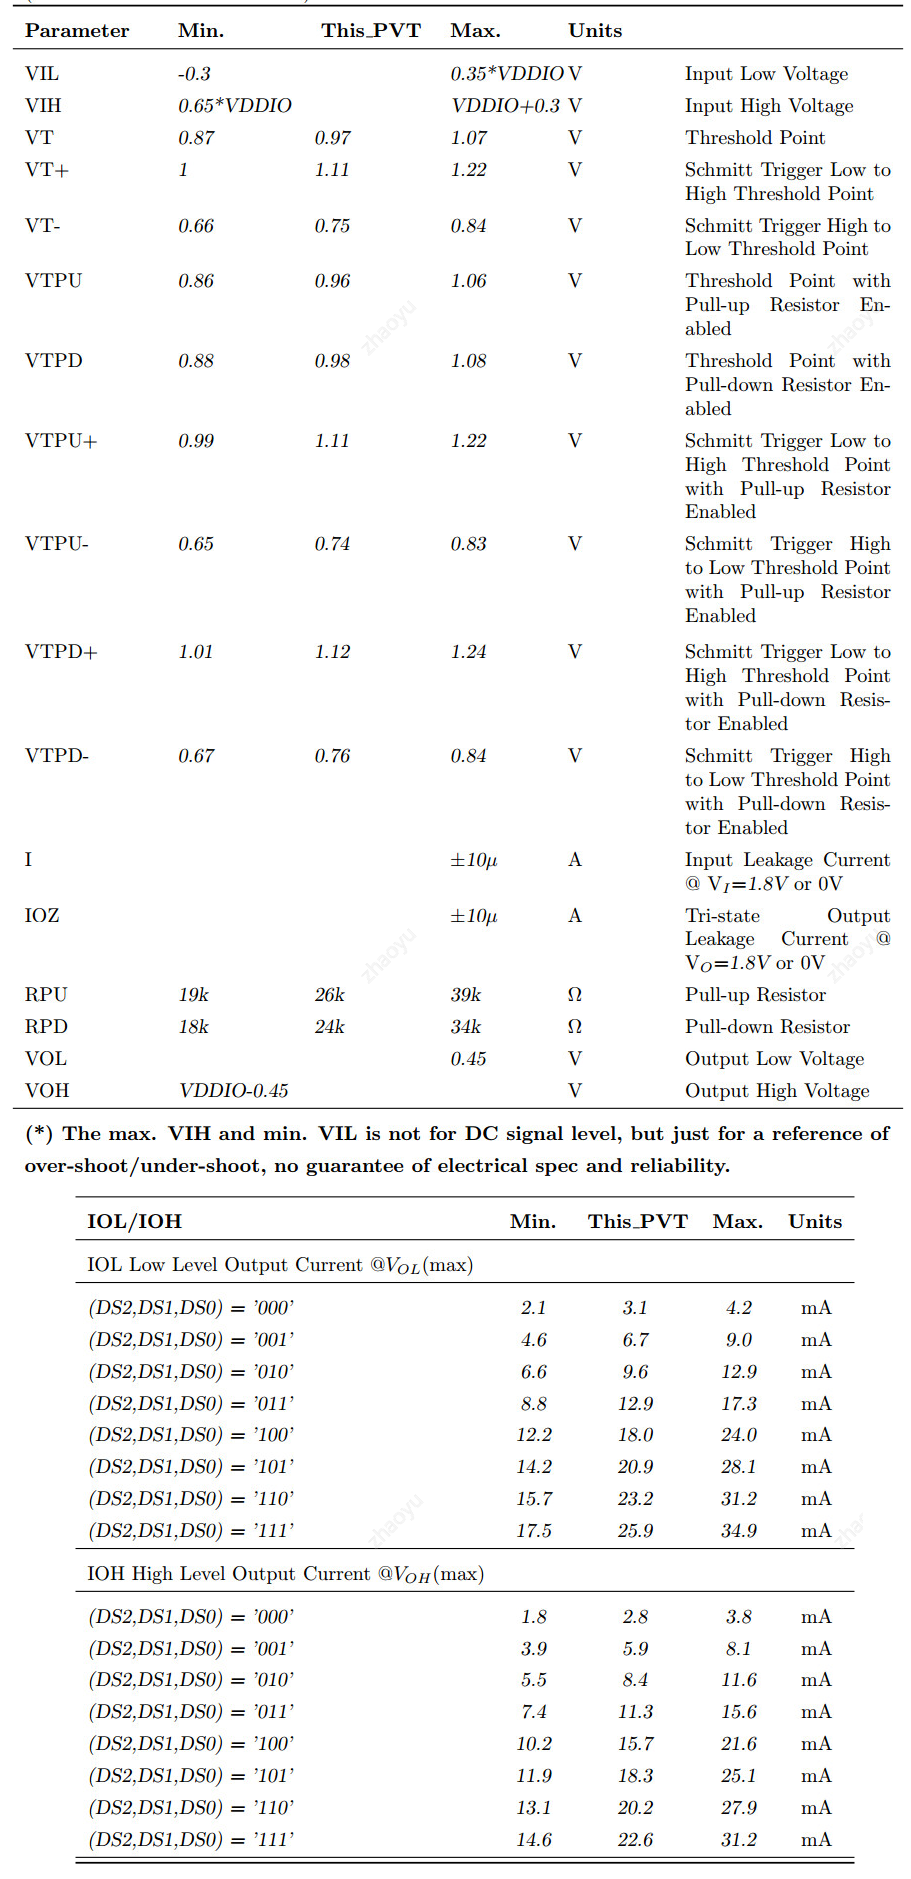 Parameter Min. This_PVT Max. Units
VIL -0.3 0.35*VDDIO V Input Low Voltage
VIH 0.65*VDDIO VDDIO+0.3 V Input High Voltage
VT 0.87 0.97 1.07 V Threshold Point
VT+ 1 1.11 1.22 V Schmitt Trigger Low to
High Threshold Point
VT- 0.66 0.75 0.84 V Schmitt Trigger High to
Low Threshold Point
VTPU 0.86 0.96 1.06 V Threshold Point with
Pull-up Resistor En-
abled
VTPD 0.88 0.98 1.08 V Threshold Point with
Pull-down Resistor En-
abled
VTPU+ 0.99 1.11 1.22 V Schmitt Trigger Low to
High Threshold Point
with Pull-up Resistor
Enabled
VTPU- 0.65 0.74 0.83 V Schmitt Trigger High
to Low Threshold Point
with Pull-up Resistor
Enabled
VTPD+ 1.01 1.12 1.24 V Schmitt Trigger Low to
High Threshold Point
with Pull-down Resis-
tor Enabled
VTPD- 0.67 0.76 0.84 V Schmitt Trigger High
to Low Threshold Point
with Pull-down Resis-
tor Enabled
I ±10μ A Input Leakage Current
@ VI=1.8V or 0V
IOZ ±10μ A Tri-state Output
Leakage Current @
VO=1.8V or 0V
RPU 19k 26k 39k Ω Pull-up Resistor
RPD 18k 24k 34k Ω Pull-down Resistor
VOL 0.45 V Output Low Voltage
VOH VDDIO-0.45 V Output High Voltage
(*) The max. VIH and min. VIL is not for DC signal level, but just for a reference of
over-shoot/under-shoot, no guarantee of electrical spec and reliability.
IOL/IOH Min. This_PVT Max. Units
IOL Low Level Output Current @VOL(max)
(DS2,DS1,DS0) = '000' 2.1 3.1 4.2 mA
(DS2,DS1,DS0) = '001' 4.6 6.7 9.0 mA
(DS2,DS1,DS0) = '010' 6.6 9.6 12.9 mA
(DS2,DS1,DS0) = '011' 8.8 12.9 17.3 mA
(DS2,DS1,DS0) = '100' 12.2 18.0 24.0 mA
(DS2,DS1,DS0) = '101' 14.2 20.9 28.1 mA
(DS2,DS1,DS0) = '110' 15.7 23.2 31.2 mA
(DS2,DS1,DS0) = '111' 17.5 25.9 34.9 mA
IOH High Level Output Current @VOH(max)
(DS2,DS1,DS0) = '000' 1.8 2.8 3.8 mA
(DS2,DS1,DS0) = '001' 3.9 5.9 8.1 mA
(DS2,DS1,DS0) = '010' 5.5 8.4 11.6 mA
(DS2,DS1,DS0) = '011' 7.4 11.3 15.6 mA
(DS2,DS1,DS0) = '100' 10.2 15.7 21.6 mA
(DS2,DS1,DS0) = '101' 11.9 18.3 25.1 mA
(DS2,DS1,DS0) = '110' 13.1 20.2 27.9 mA
(DS2,DS1,DS0) = '111' 14.6 22.6 31.2 mA
zhaoyu
zhaoyu
zhaoyu
zhaoyu
zhaoyu
zhaoyu